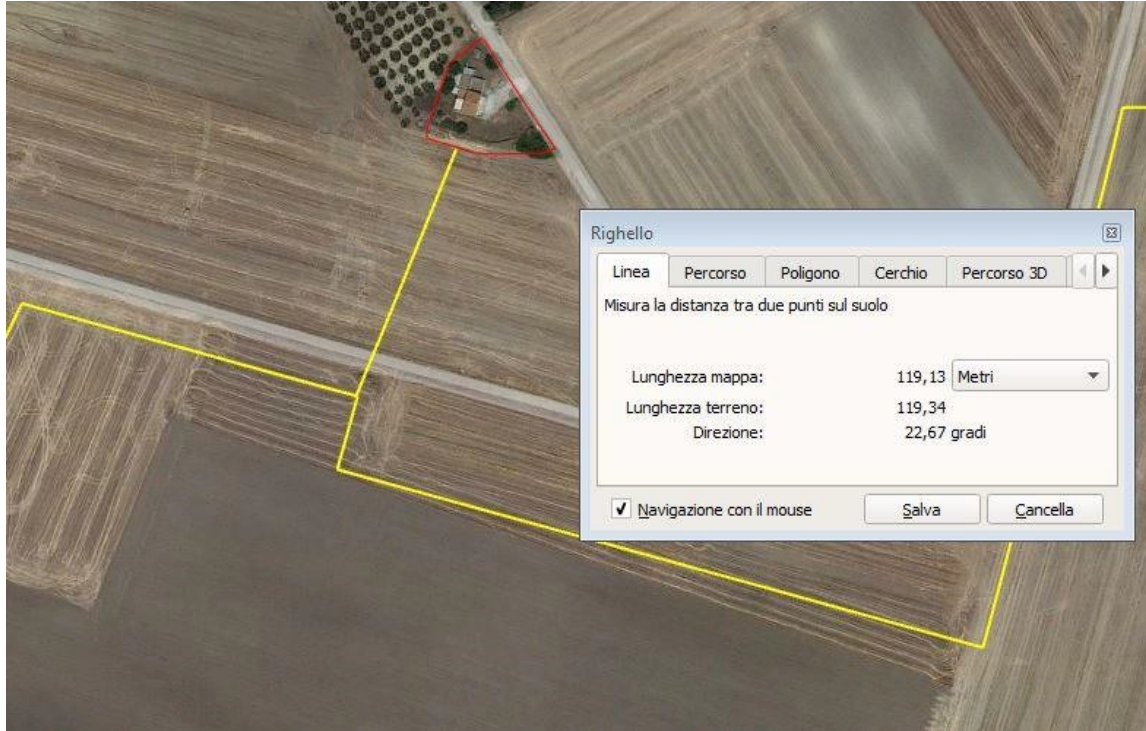 Righello
Linea Percorso Poligono Cerchio Percorso 3D
Misura la distanza tra due punti sul suolo
Lunghezza mappa: 119,13 Metri
Lunghezza terreno: 119,34
Direzione: 22,67 gradi
Navigazione con il mouse Salva Cancella